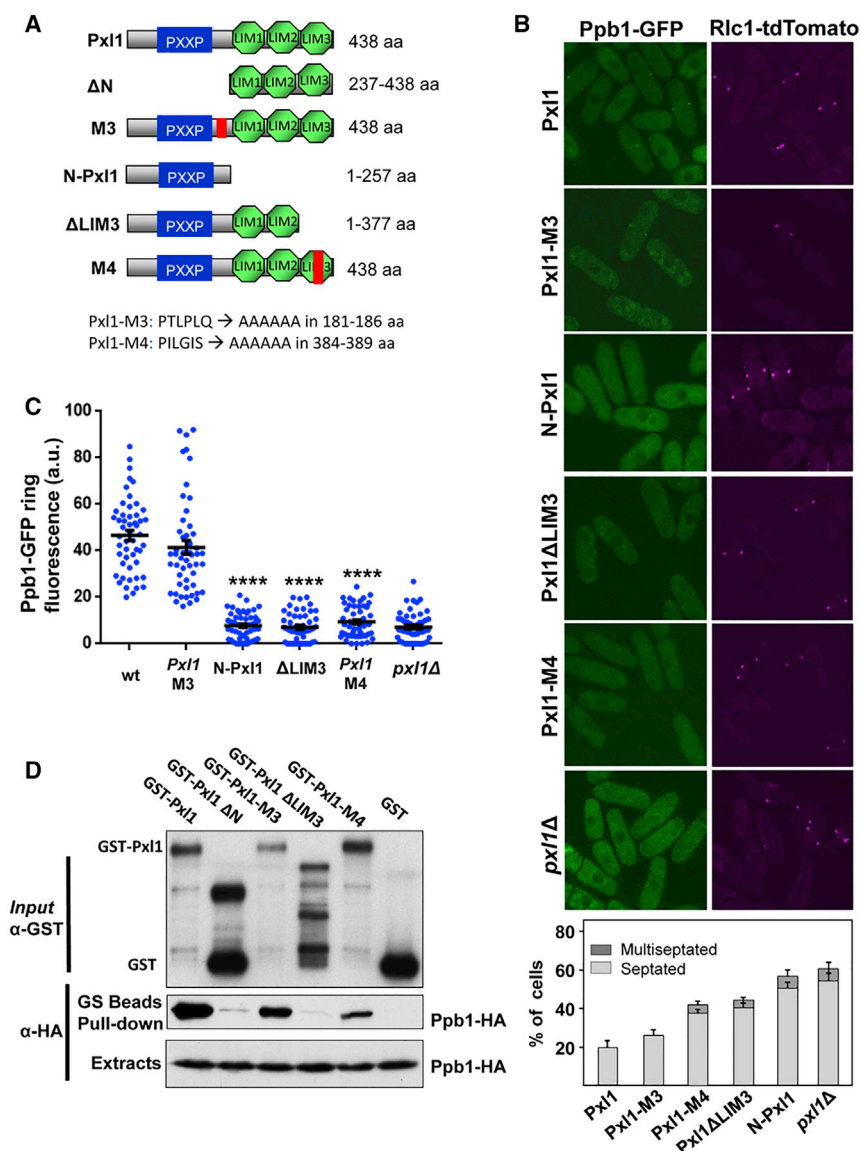 A
Pxl1 PXXP LIM1 LIM2 LIM3 438 aa
ΔN LIM1 LIM2 LIM3 237-438 aa
M3 PXXP LIM1 LIM2 LIM3 438 aa
N-Pxl1 PXXP 1-257 aa
ΔLIM3 PXXP LIM1 LIM2 1-377 aa
M4 PXXP LIM1 LIM2 438 aa
Pxl1-M3: PTLPLQ → AAAAAA in 181-186 aa
Pxl1-M4: PILGIS → AAAAAA in 384-389 aa
B
Ppb1-GFP Rlc1-tdTomato
Pxl1
Pxl1-M3
N-Pxl1
Pxl1ΔLIM3
Pxl1-M4
pxl1Δ
80
60
40
20
% of cells
Multiseptated
Septated
Pxl1 Pxl1-M3 Pxl1-M4 Pxl1ΔLIM3 N-Pxl1 pxl1Δ
C
Ppb1-GFP ring
fluorescence (a.u.)
100
80
60
40
20
0
**** **** ****
wt Pxl1 M3 N-Pxl1 ΔLIM3 Pxl1 M4 pxl1Δ
D
GST-Pxl1 GST-Pxl1 ΔN GST-Pxl1-M3 GST-Pxl1 ΔLIM3 GST-Pxl1-M4 GST
GST-Pxl1
Input
α-GST
GST
α-HA
GS Beads
Pull-down
Ppb1-HA
Extracts
Ppb1-HA